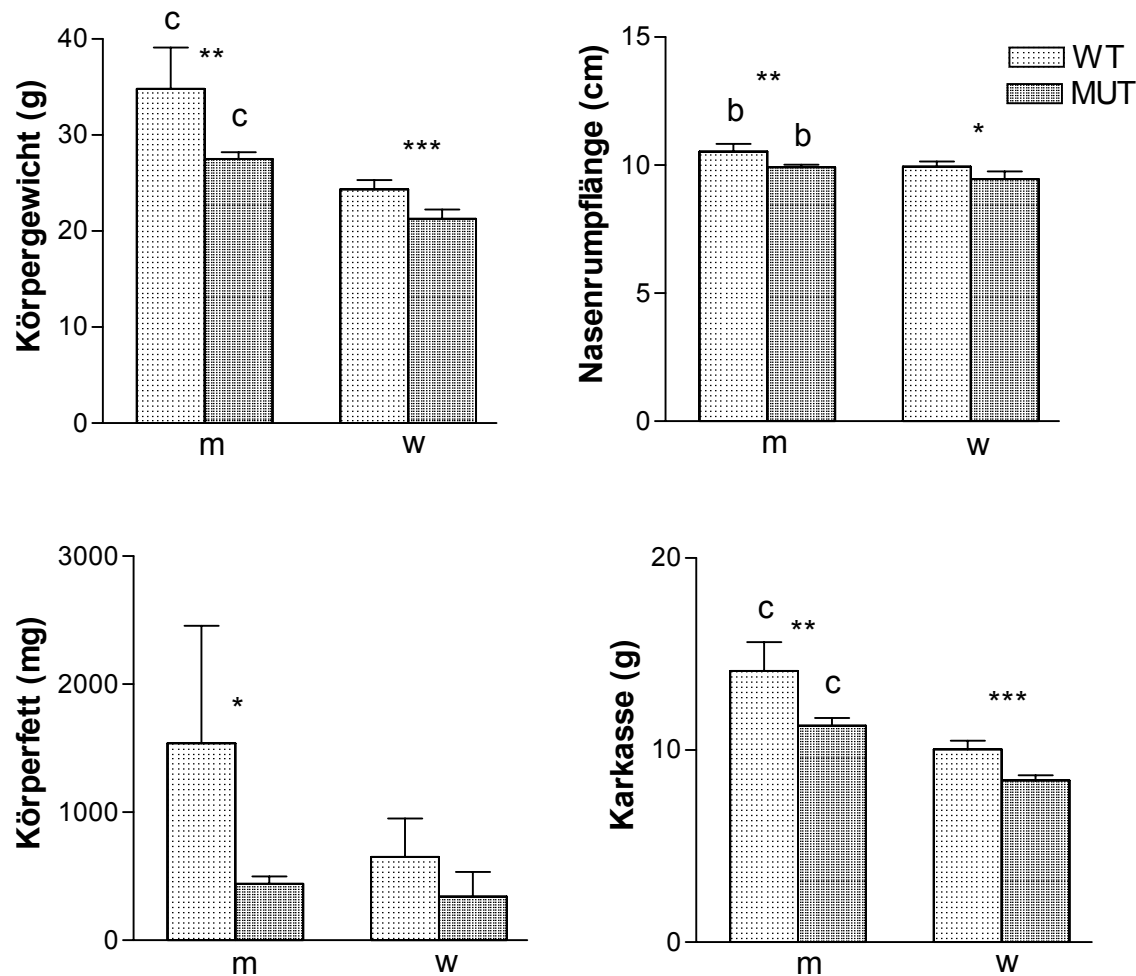 Körpergewicht (g)
40
30
20
10
0
c
**
c
***
m
w
Nasenrumpflänge (cm)
15
10
5
0
b
**
b
*
m
w
WT
MUT
Körperfett (mg)
3000
2000
1000
0
*
m
w
Karkasse (g)
20
10
0
c
**
c
***
m
w